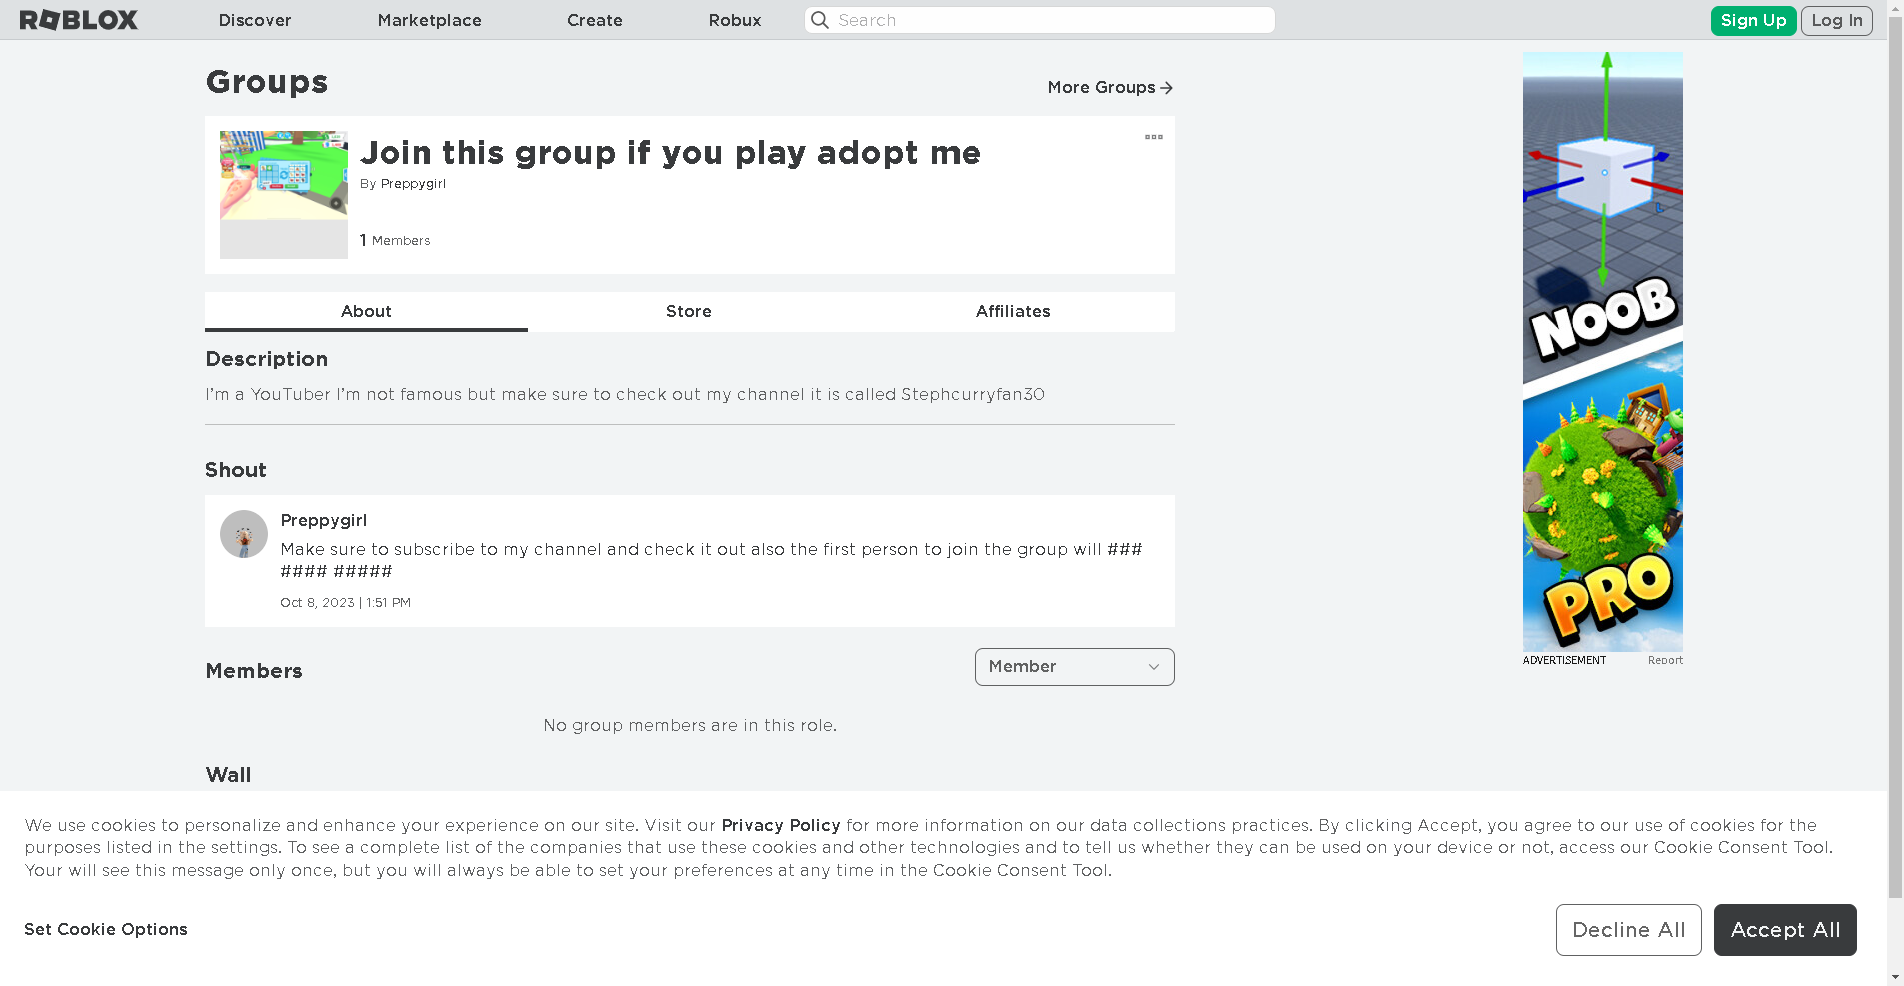 ROBLOX
Discover
Marketplace
Create
Robux
Search
Sign Up
Log In
Groups
More Groups
Join this group if you play adopt me
By Preppygirl
1 Members
About
Store
Affiliates
Description
I'm a YouTuber I'm not famous but make sure to check out my channel it is called Stephcurryfan30
Shout
Preppygirl
Make sure to subscribe to my channel and check it out also the first person to join the group will ###
#### #####
Oct 8, 2023 | 1:51 PM
Members
Member
No group members are in this role.
Wall
NOOB
PRO
ADVERTISEMENT
Report
We use cookies to personalize and enhance your experience on our site. Visit our Privacy Policy for more information on our data collections practices. By clicking Accept, you agree to our use of cookies for the
purposes listed in the settings. To see a complete list of the companies that use these cookies and other technologies and to tell us whether they can be used on your device or not, access our Cookie Consent Tool.
Your will see this message only once, but you will always be able to set your preferences at any time in the Cookie Consent Tool.
Set Cookie Options
Decline All
Accept All